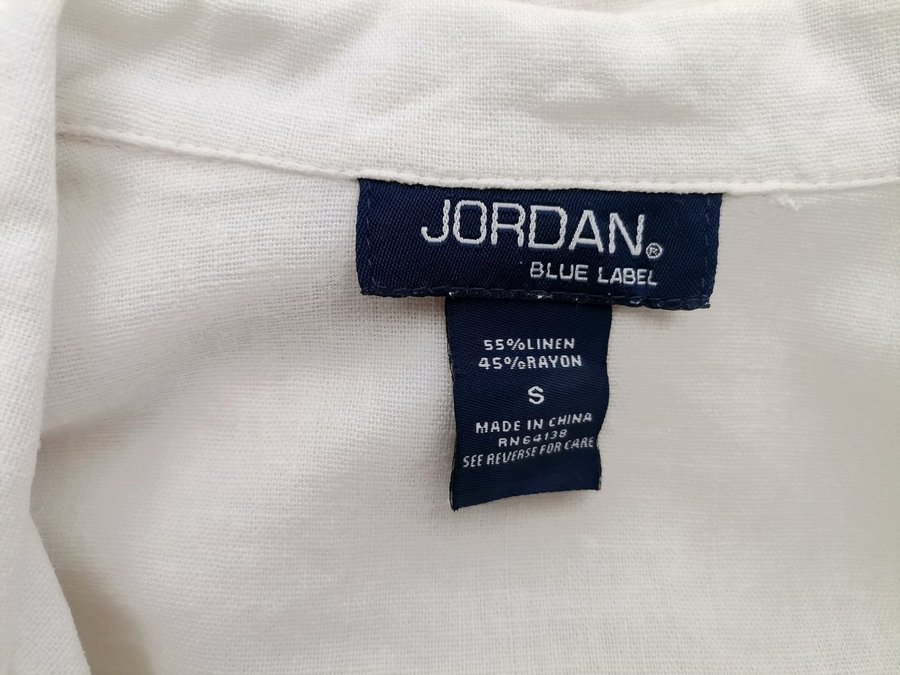 JORDAN®
BLUE LABEL
55%LINEN
45%RAYON
S
MADE IN CHINA
RN64138
SEE REVERSE FOR CARE